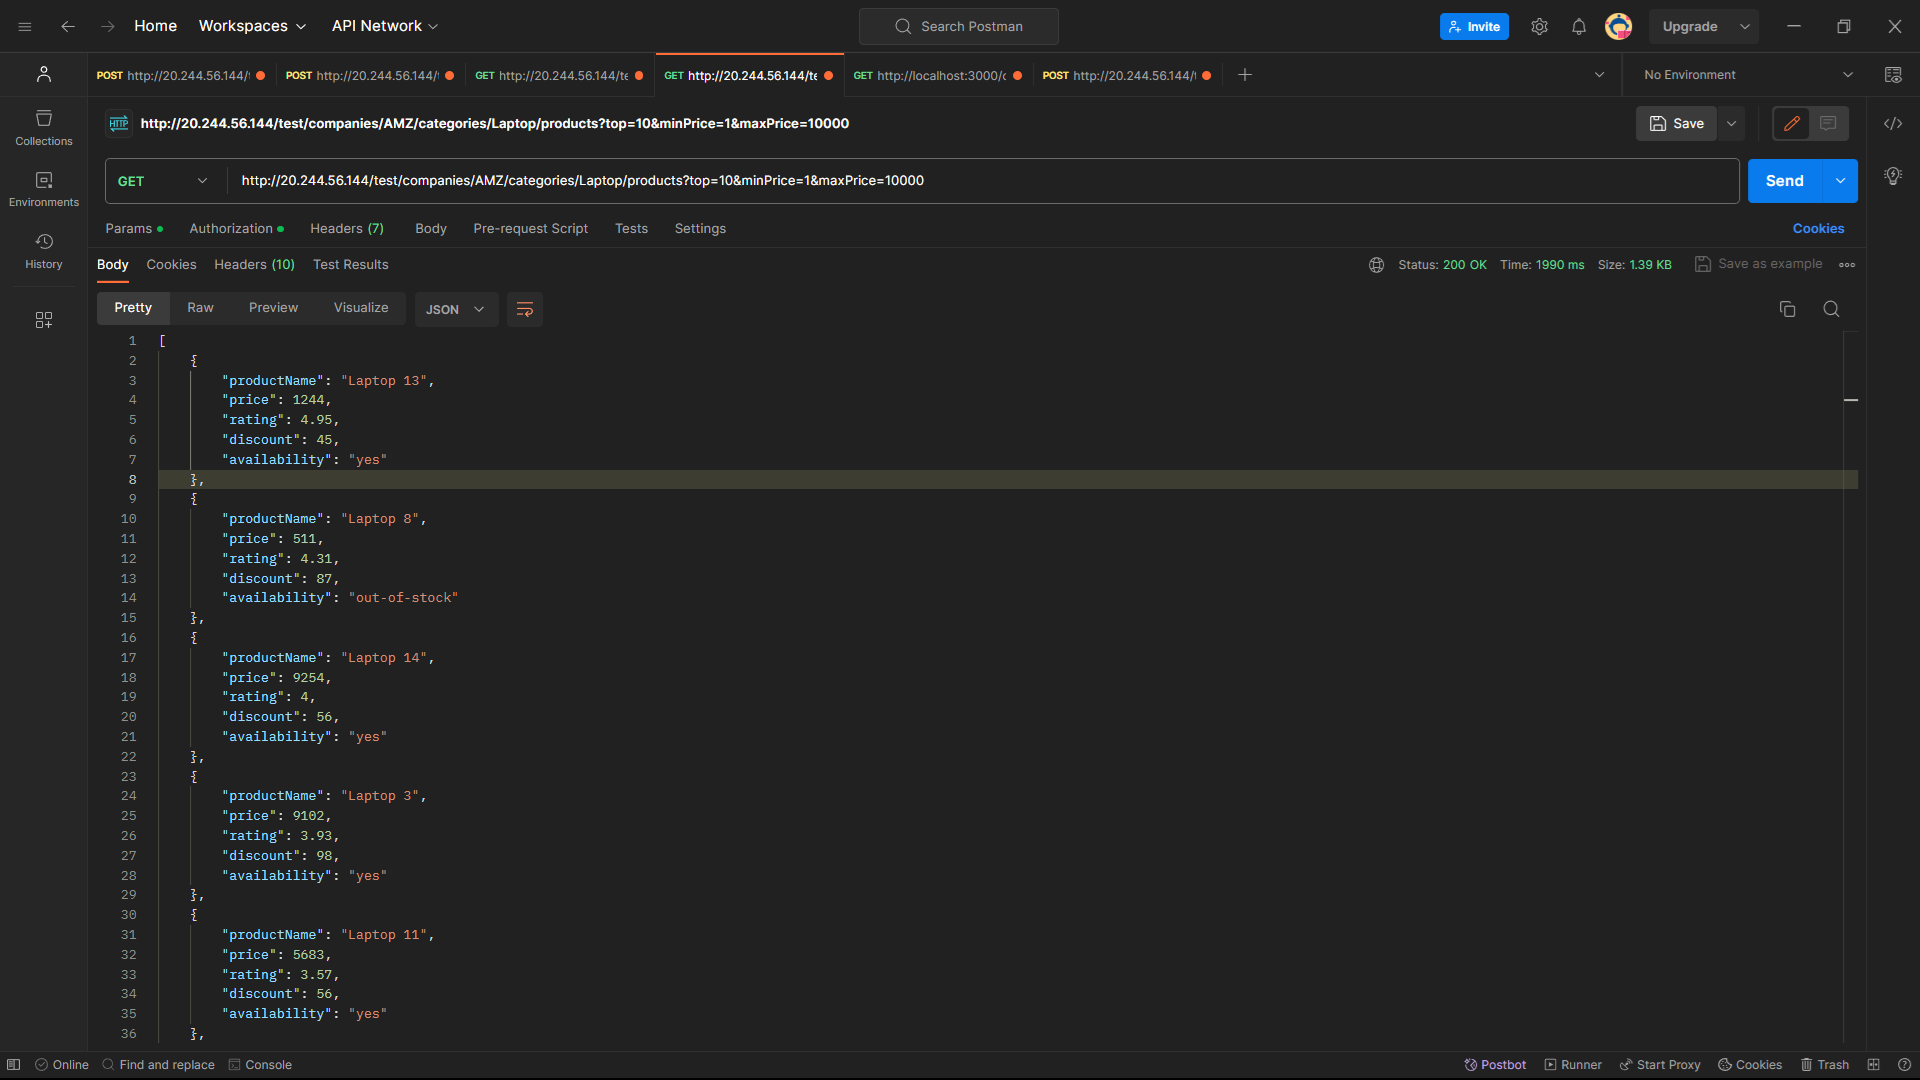 Home Workspaces API Network Search Postman Invite Upgrade
POST http://20.244.56.144/ POST http://20.244.56.144/ GET http://20.244.56.144/te GET http://20.244.56.144/te GET http://localhost:3000/c POST http://20.244.56.144/ No Environment
HTTP http://20.244.56.144/test/companies/AMZ/categories/Laptop/products?top=10&minPrice=1&maxPrice=10000 Save
Collections
GET http://20.244.56.144/test/companies/AMZ/categories/Laptop/products?top=10&minPrice=1&maxPrice=10000 Send
Environments
Params Authorization Headers (7) Body Pre-request Script Tests Settings Cookies
History
Body Cookies Headers (10) Test Results Status: 200 OK Time: 1990 ms Size: 1.39 KB Save as example
Pretty Raw Preview Visualize JSON
1 [
2 {
3 "productName": "Laptop 13",
4 "price": 1244,
5 "rating": 4.95,
6 "discount": 45,
7 "availability": "yes"
8 },
9 {
10 "productName": "Laptop 8",
11 "price": 511,
12 "rating": 4.31,
13 "discount": 87,
14 "availability": "out-of-stock"
15 },
16 {
17 "productName": "Laptop 14",
18 "price": 9254,
19 "rating": 4,
20 "discount": 56,
21 "availability": "yes"
22 },
23 {
24 "productName": "Laptop 3",
25 "price": 9102,
26 "rating": 3.93,
27 "discount": 98,
28 "availability": "yes"
29 },
30 {
31 "productName": "Laptop 11",
32 "price": 5683,
33 "rating": 3.57,
34 "discount": 56,
35 "availability": "yes"
36 },
Online Find and replace Console Postbot Runner Start Proxy Cookies Trash